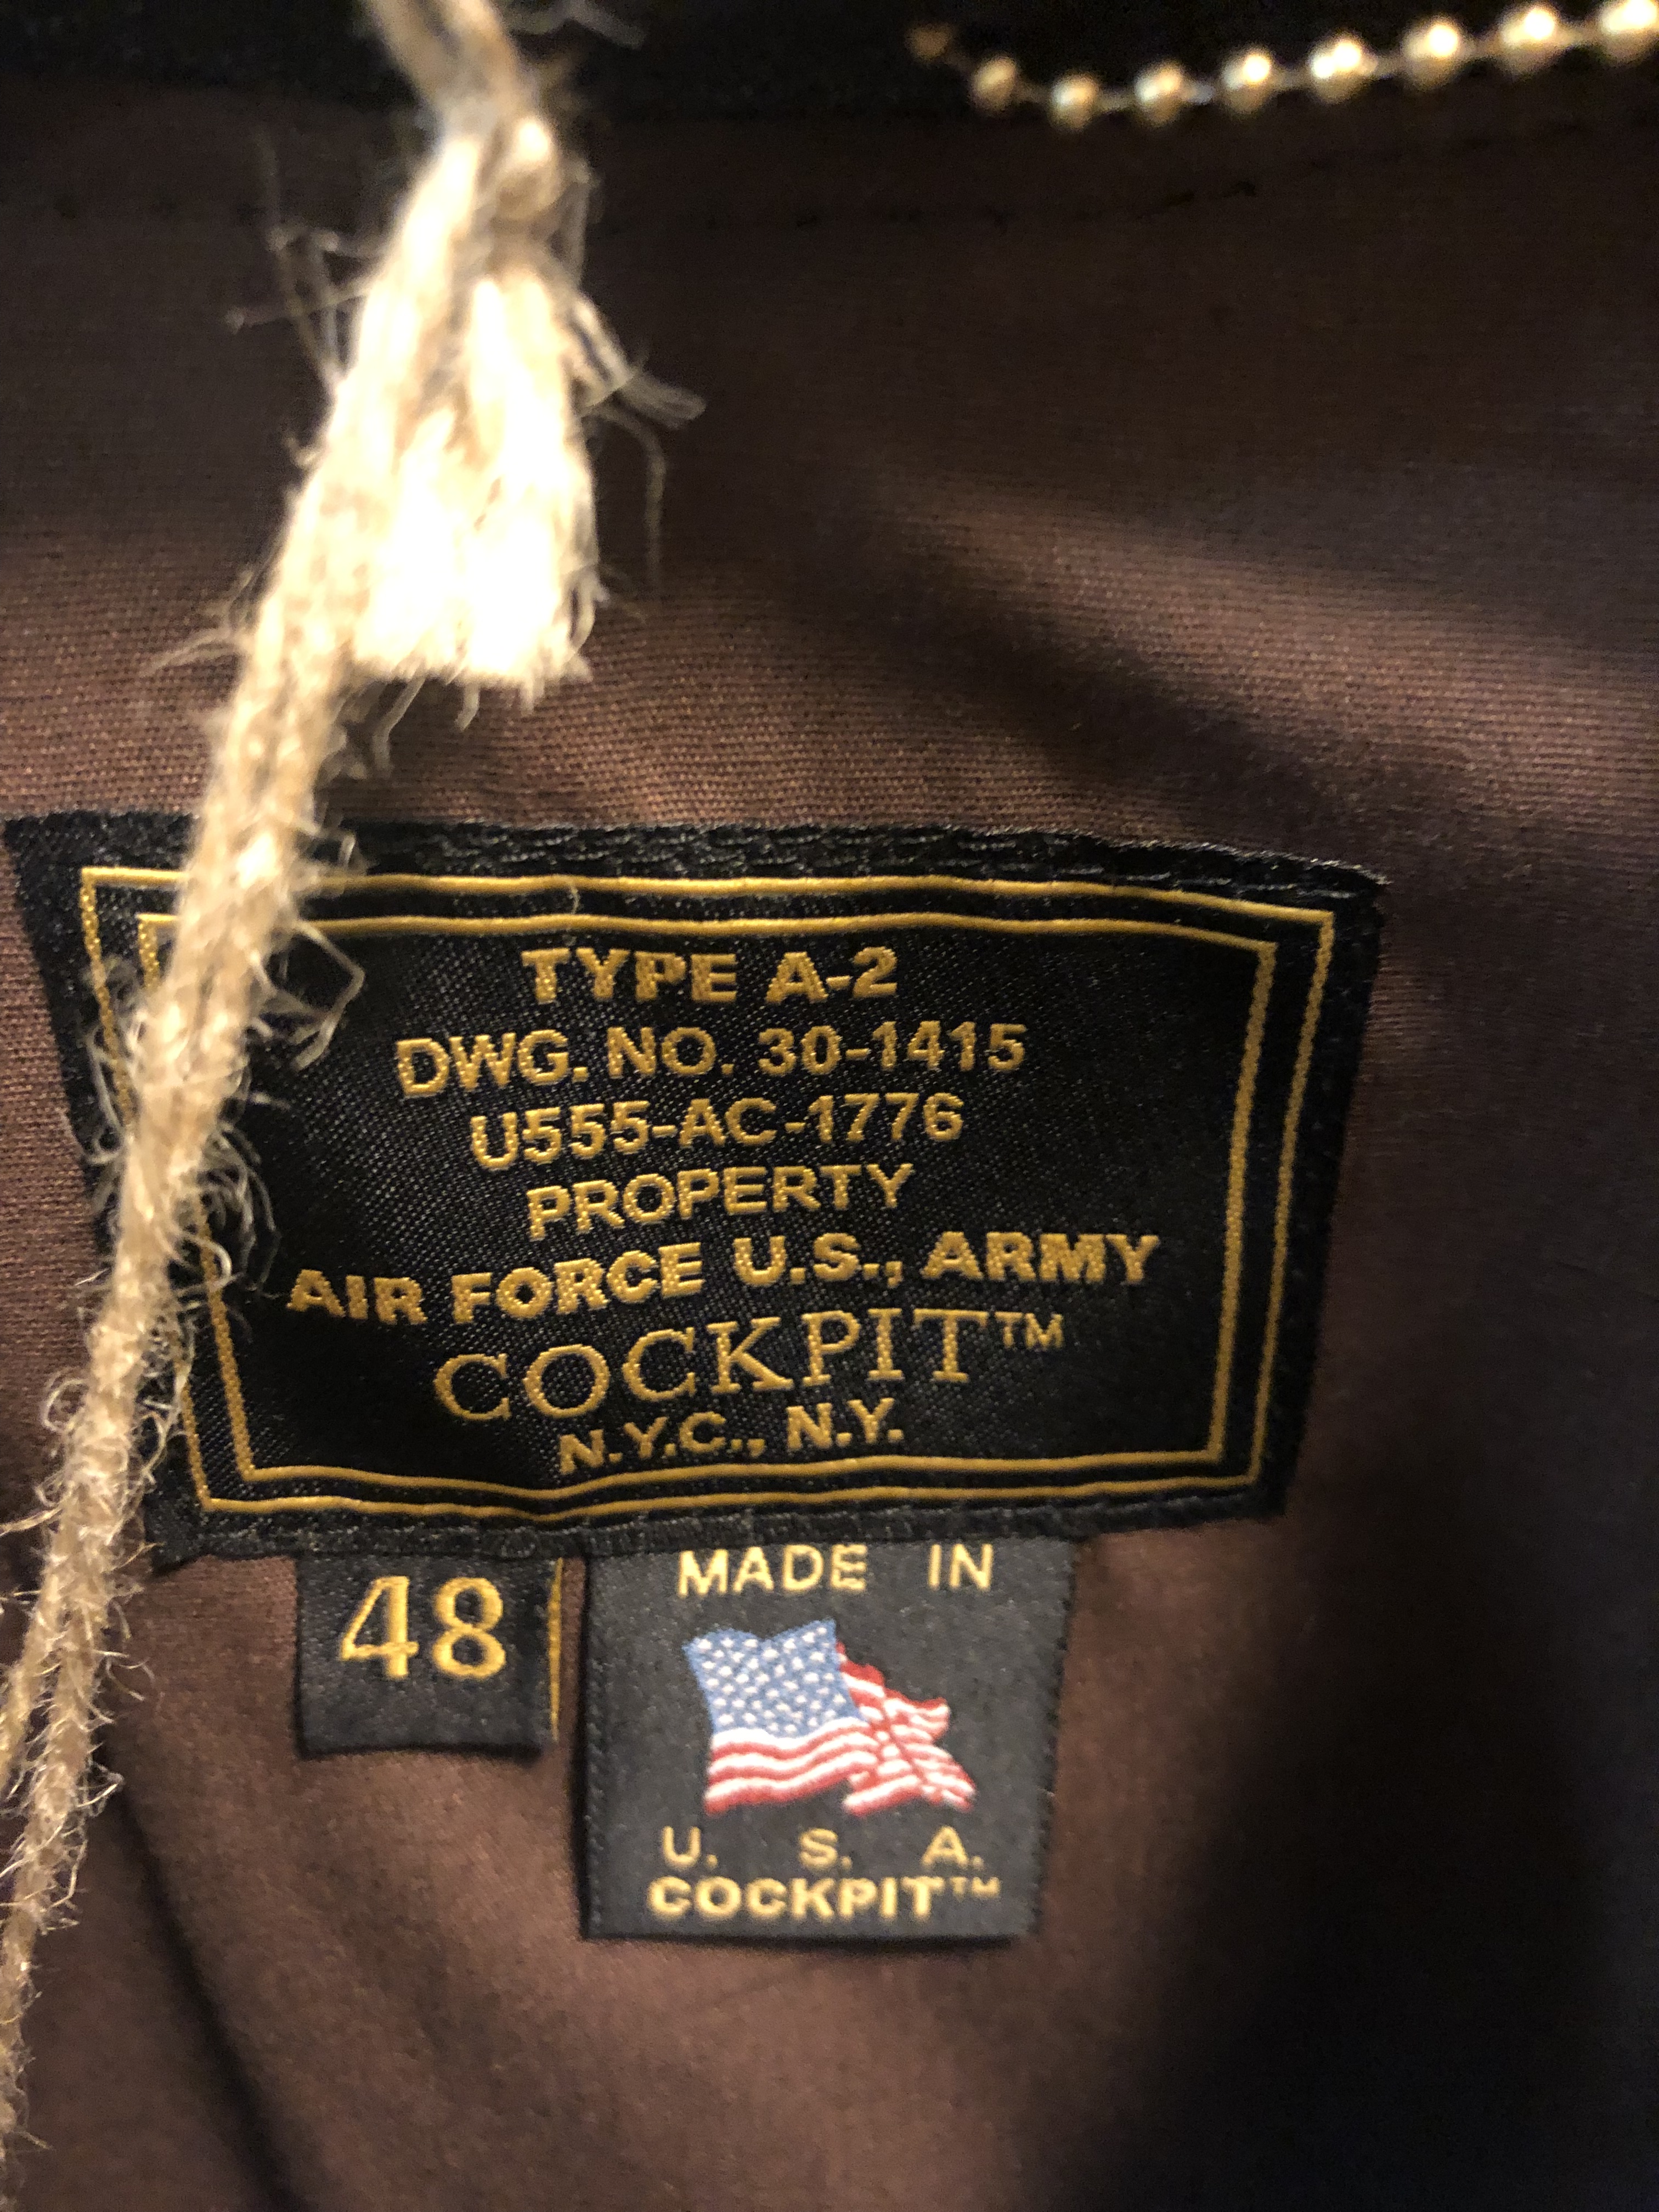 TYPE A-2
DWG. NO. 30-1415
U555-AC-1776
PROPERTY
AIR FORCE U.S., ARMY
COCKPIT™
N.Y.C., N.Y.
48
MADE IN
U. S. A.
COCKPIT™